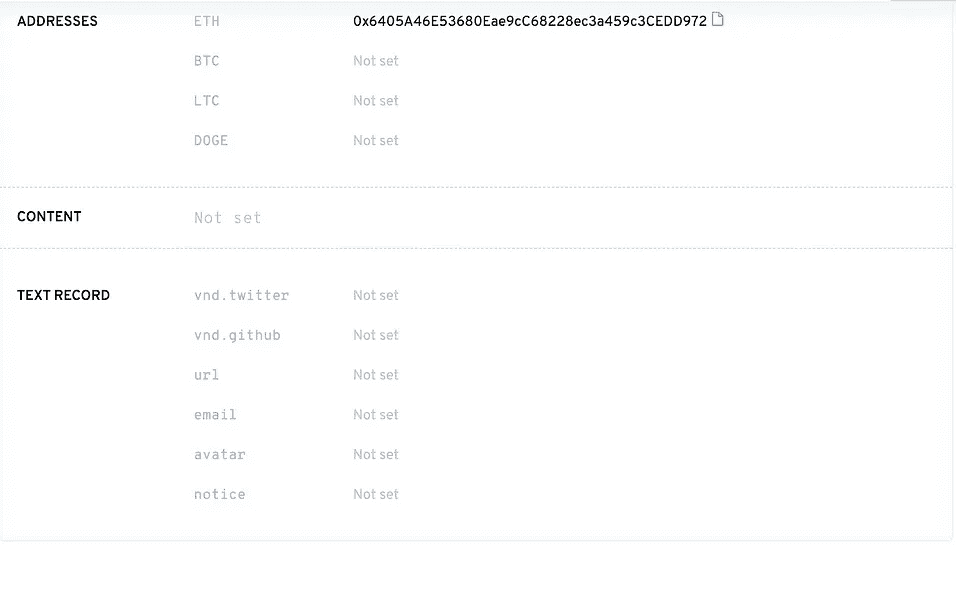 ADDRESSES ETH 0x6405A46E53680Eae9cC68228ec3a459c3CEDD972
BTC Not set
LTC Not set
DOGE Not set
CONTENT Not set
TEXT RECORD vnd.twitter Not set
vnd.github Not set
url Not set
email Not set
avatar Not set
notice Not set